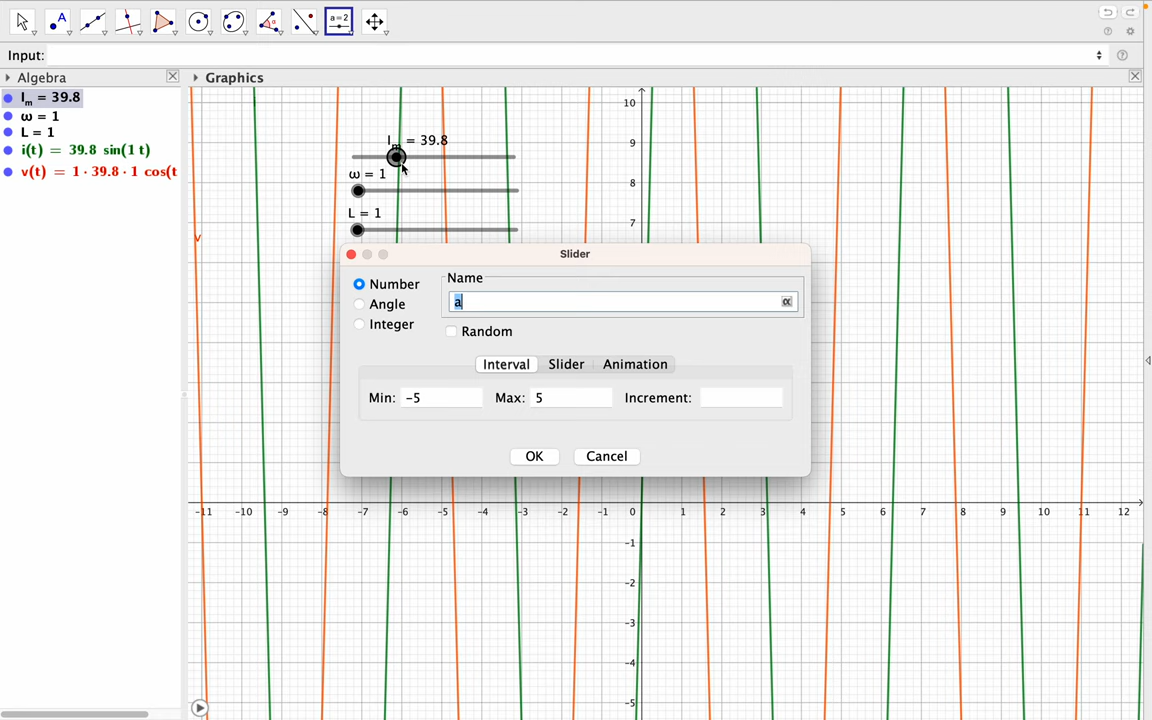 a=2
Input:
Algebra
Graphics
Iₘ = 39.8
ω = 1
L = 1
i(t) = 39.8 sin(1 t)
v(t) = 1 · 39.8 · 1 cos(t
Iₘ = 39.8
ω = 1
L = 1
v
Slider
Number
Angle
Integer
Name
a
α
Random
Interval Slider Animation
Min: -5 Max: 5 Increment:
OK Cancel
10
9
8
7
-11 -10 -9 -8 -7 -6 -5 -4 -3 -2 -1 0 1 2 3 4 5 6 7 8 9 10 11 12
-1
-2
-3
-4
-5